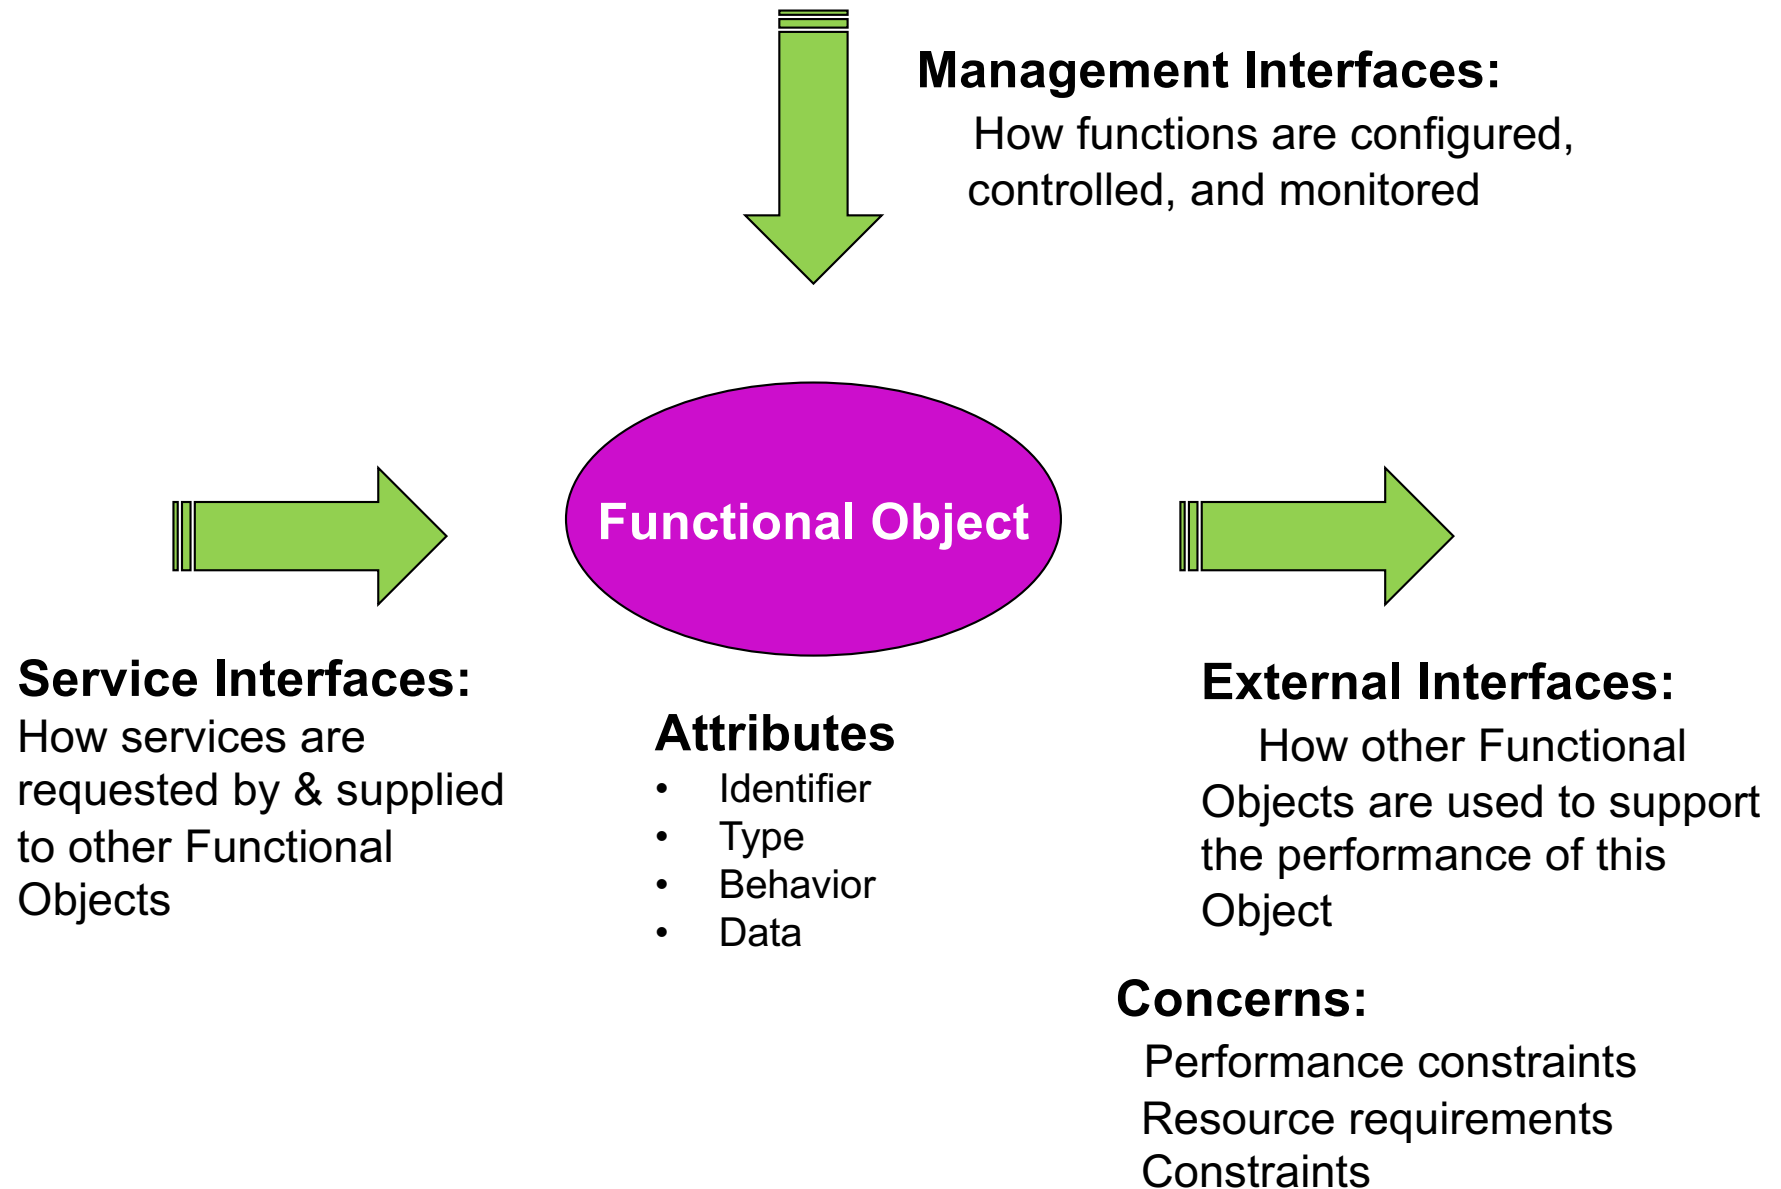 Management Interfaces:
How functions are configured,
controlled, and monitored
Functional Object
Service Interfaces:
How services are
requested by & supplied
to other Functional
Objects
Attributes
• Identifier
• Type
• Behavior
• Data
External Interfaces:
How other Functional
Objects are used to support
the performance of this
Object
Concerns:
Performance constraints
Resource requirements
Constraints